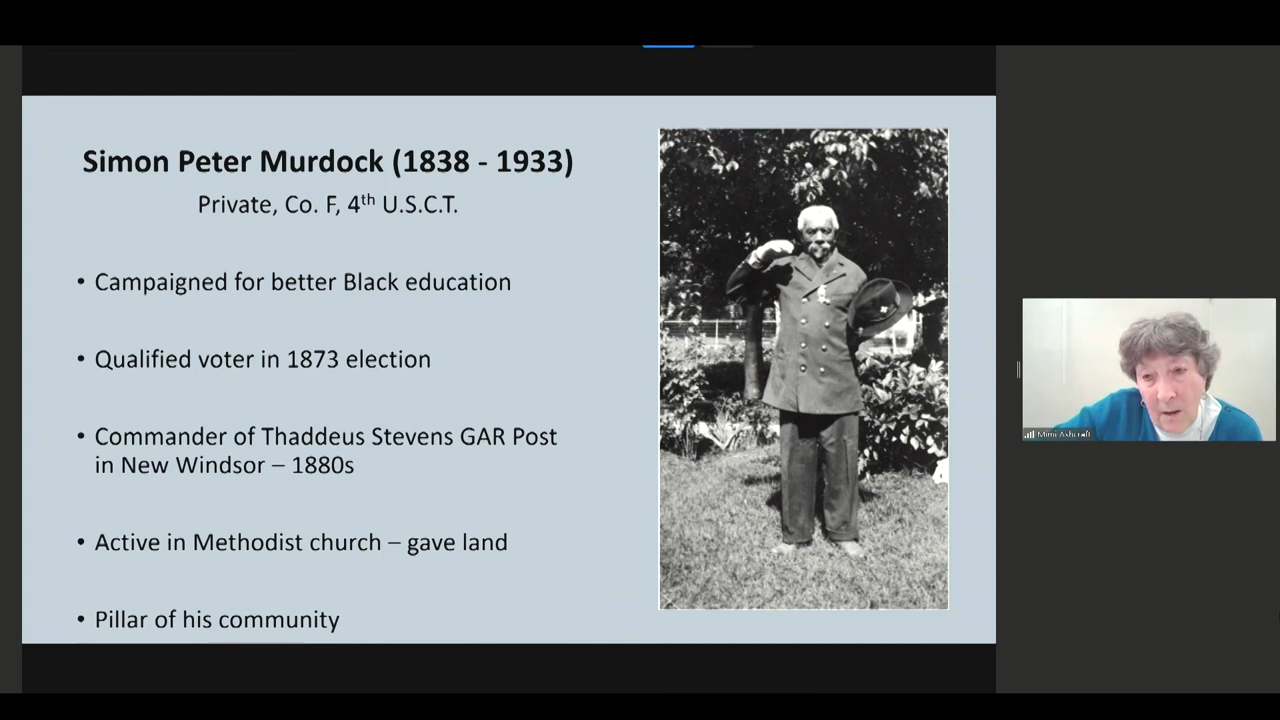 Simon Peter Murdock (1838 - 1933)
Private, Co. F, 4th U.S.C.T.
• Campaigned for better Black education
• Qualified voter in 1873 election
• Commander of Thaddeus Stevens GAR Post
in New Windsor – 1880s
• Active in Methodist church – gave land
• Pillar of his community
Mimi Ashcraft